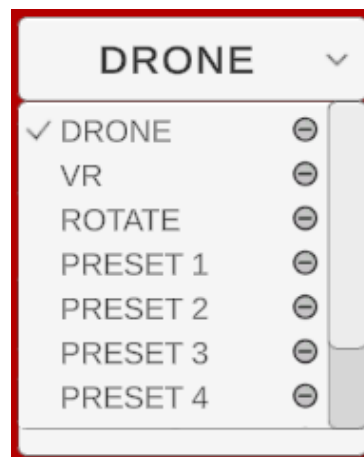 DRONE
DRONE
VR
ROTATE
PRESET 1
PRESET 2
PRESET 3
PRESET 4